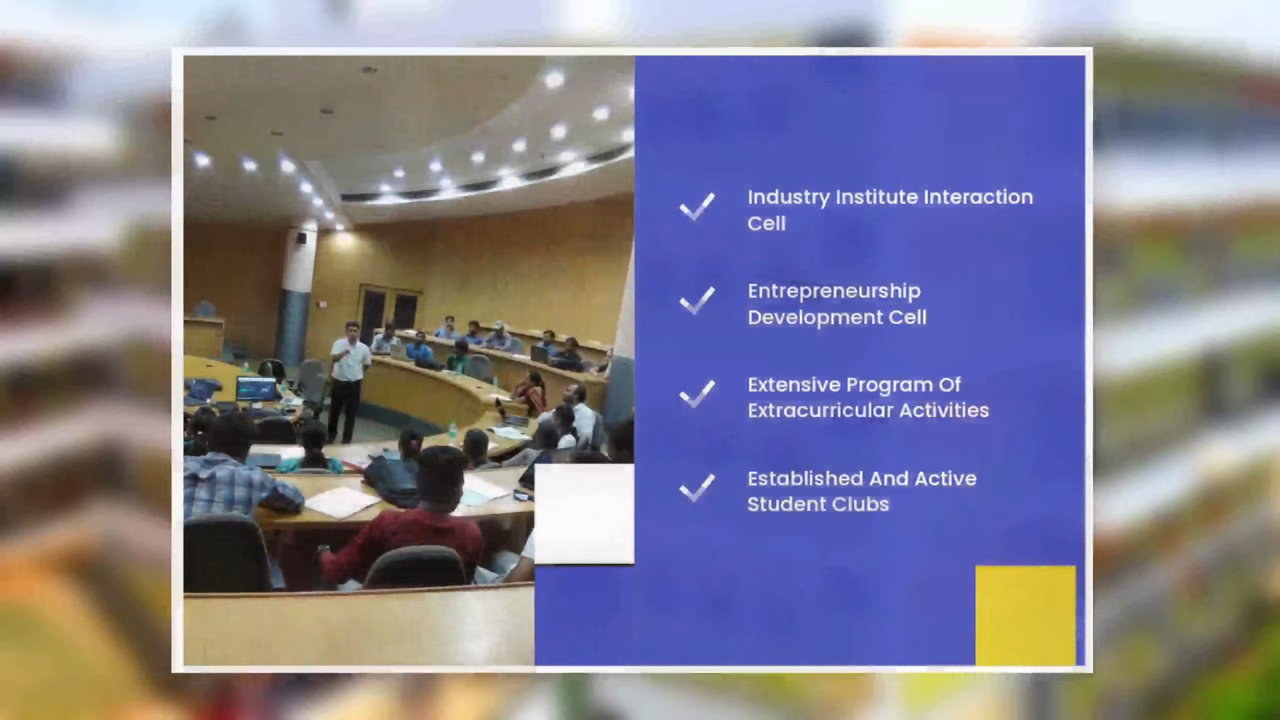 Industry Institute Interaction
Cell
Entrepreneurship
Development Cell
Extensive Program Of
Extracurricular Activities
Established And Active
Student Clubs